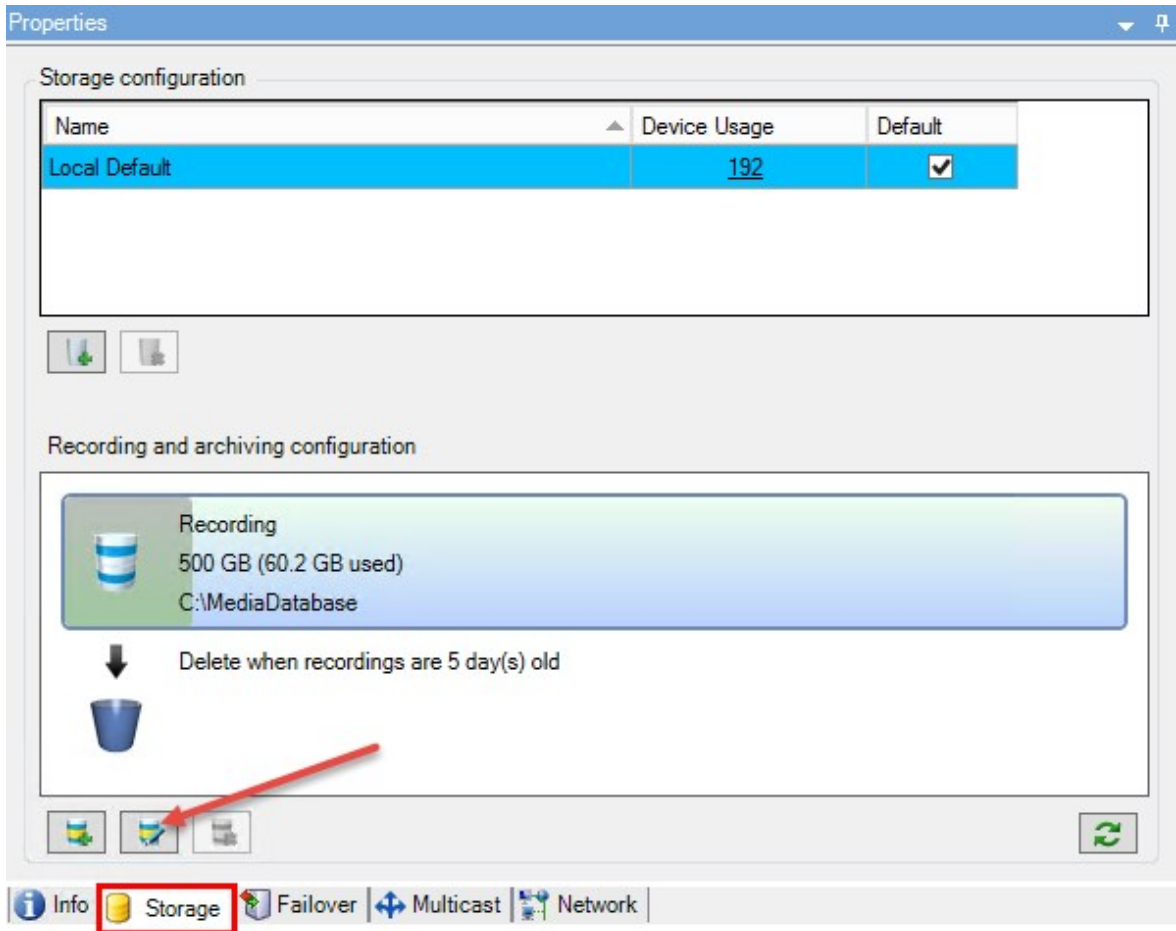 Properties
Storage configuration
Name Device Usage Default
Local Default 192
Recording and archiving configuration
Recording
500 GB (60.2 GB used)
C:\MediaDatabase
Delete when recordings are 5 day(s) old
Info Storage Failover Multicast Network